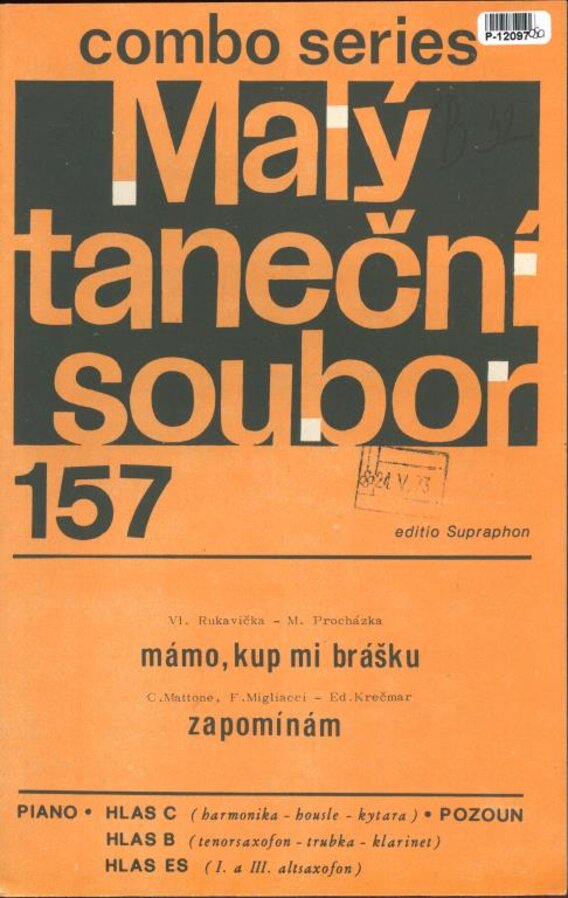 combo series
P-12097
Malý
taneční
soubor
157
editio Supraphon
Vl. Rukavička - M. Procházka
mámo, kup mi brášku
C.Mattone, F.Migliacci - Ed.Krečmar
zapomínám
PIANO • HLAS C (harmonika - housle - kytara) • POZOUN
HLAS B (tenorsaxofon - trubka - klarinet)
HLAS ES (I. a III. altsaxofon)